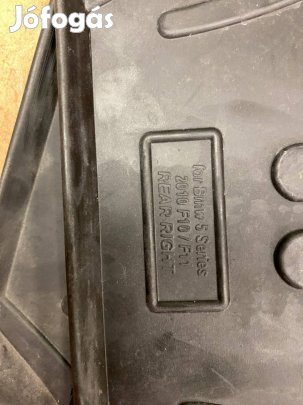 Jófogás
for Bmw 5 Series
2010 F10 / F11
REAR RIGHT